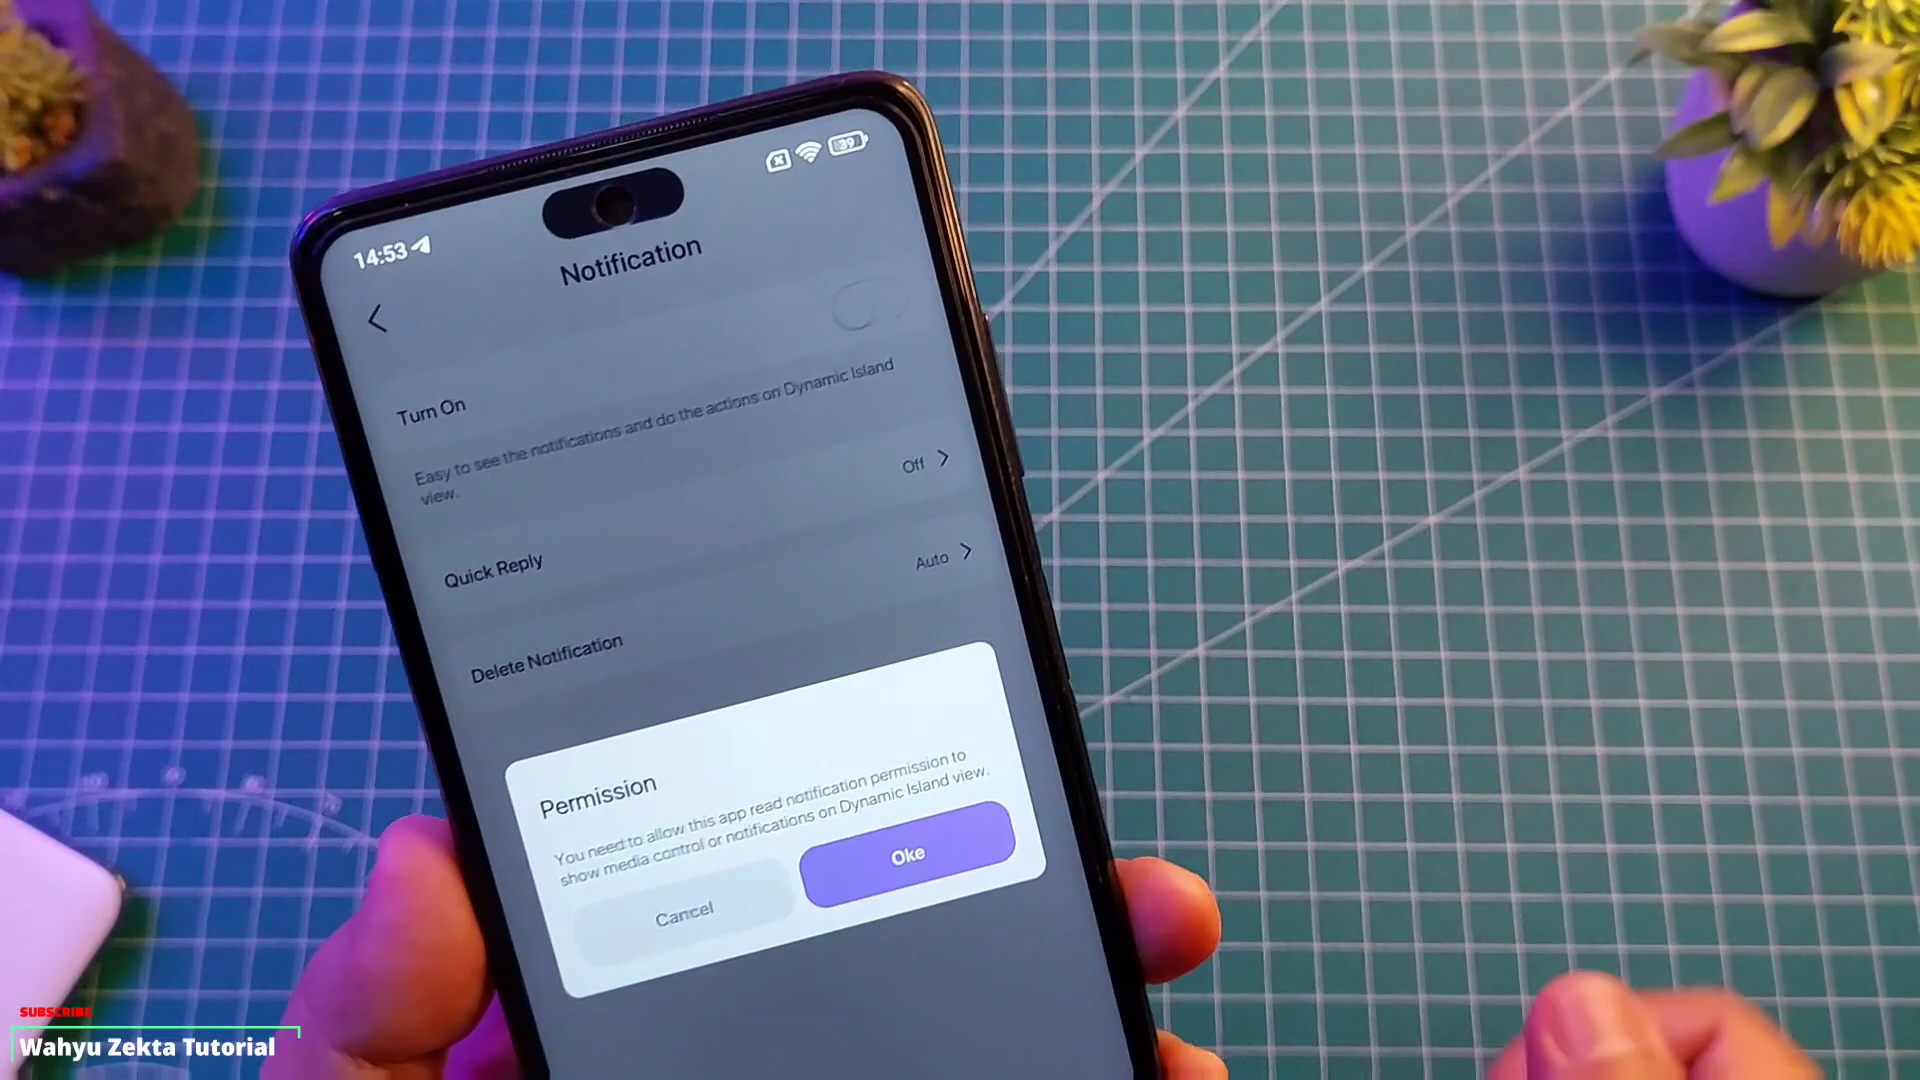 14:53
39
Notification
Turn On
Easy to see the notifications and do the actions on Dynamic Island
view.
Off
Quick Reply
Auto
Delete Notification
Permission
You need to allow this app read notification permission to
show media control or notifications on Dynamic Island view.
Cancel
Oke
SUBSCRIBE
Wahyu Zekta Tutorial